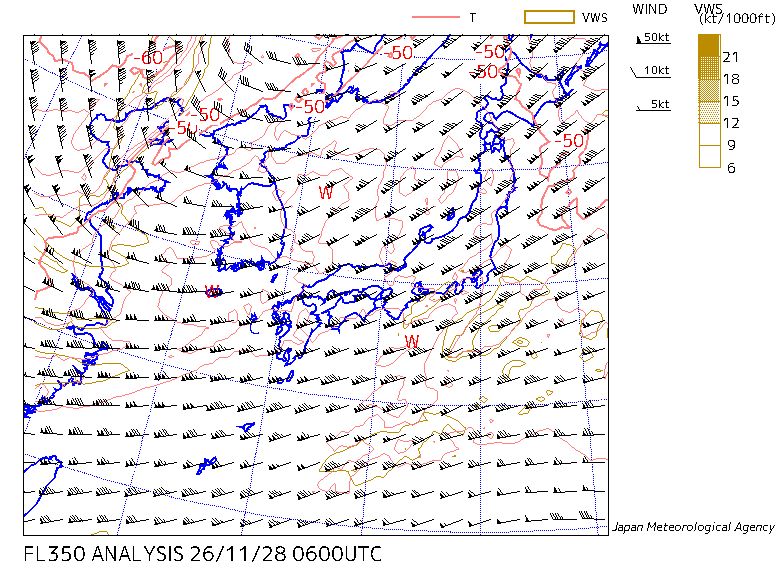 T
VWS
WIND
VWS
(kt/1000ft)
50kt
10kt
5kt
21
18
15
12
9
6
-60
-50
-50
-50
-50
-50
-50
W
W
W
Japan Meteorological Agency
FL350 ANALYSIS 26/11/28 0600UTC